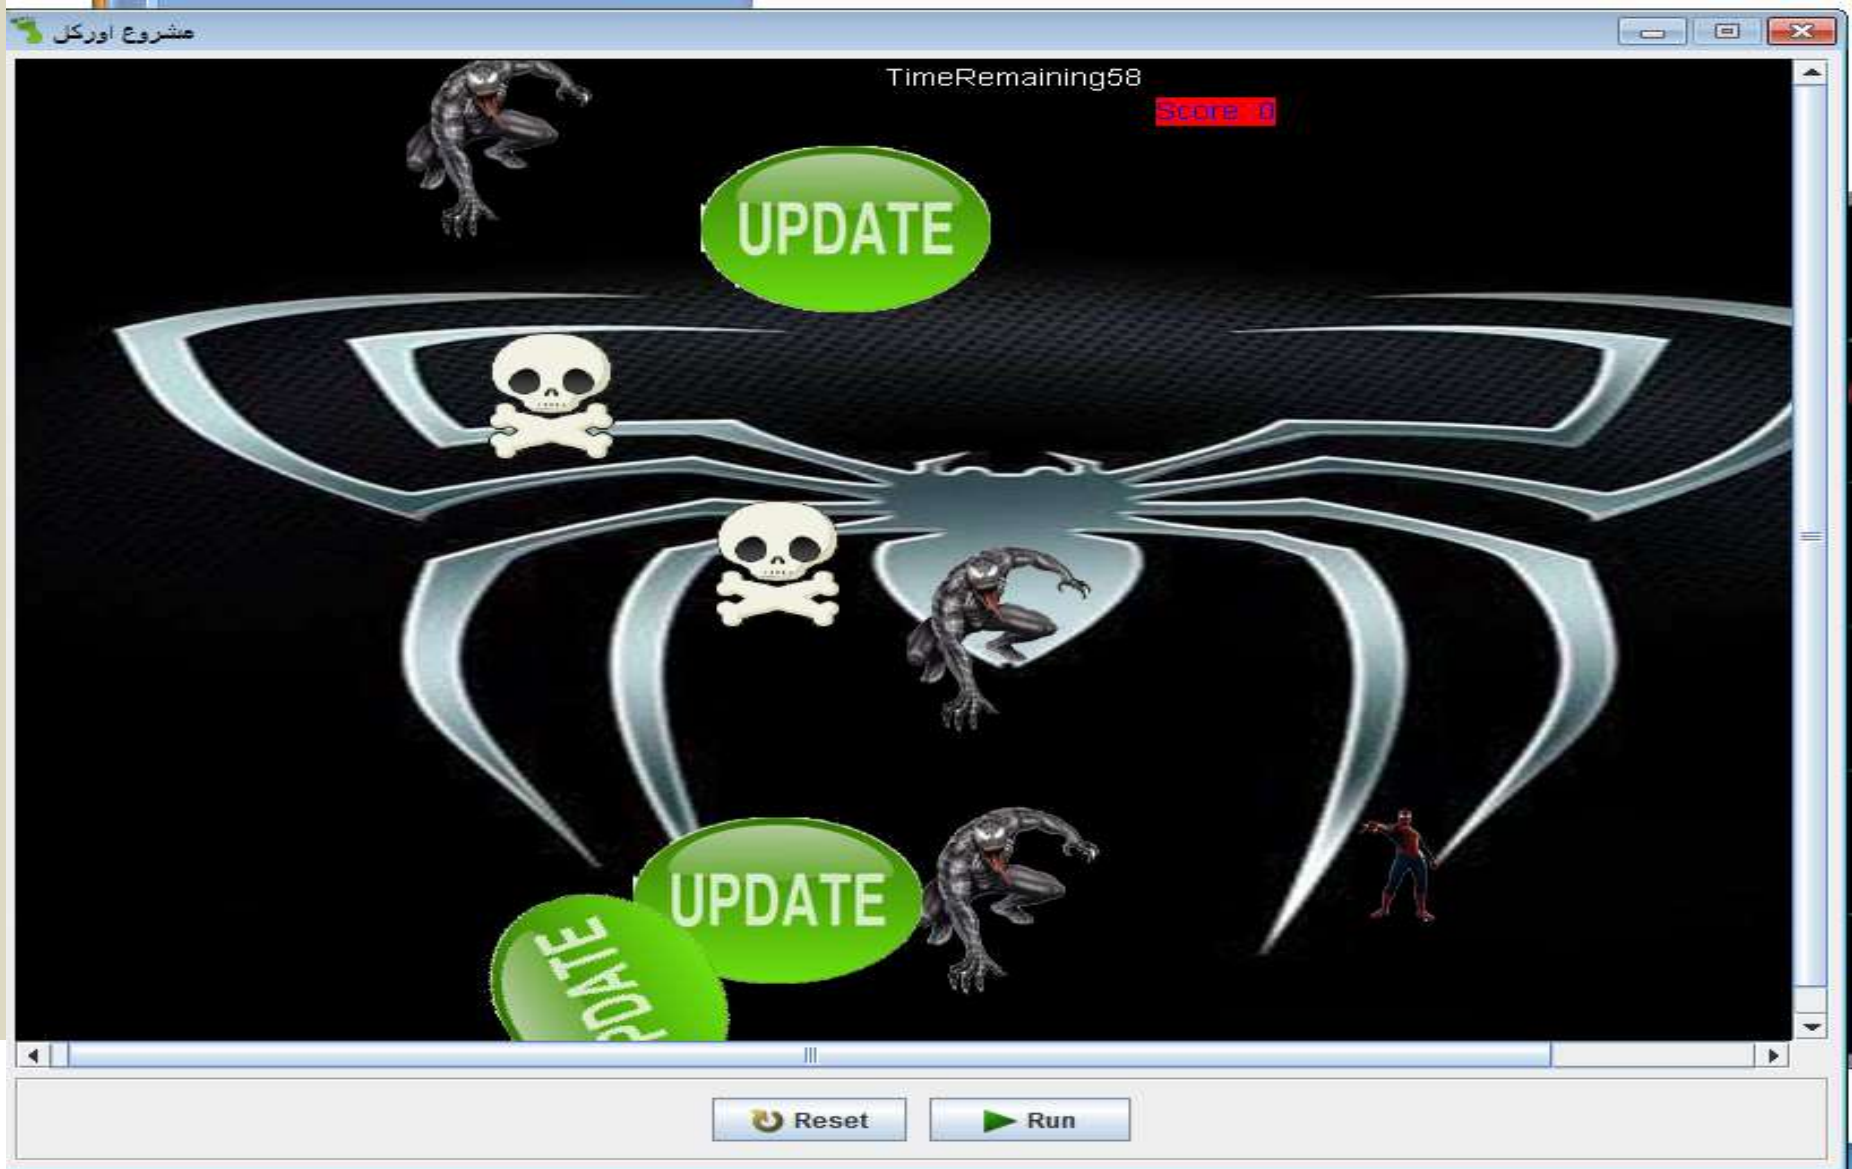 مشروع اوركل
TimeRemaining58
Score 0
UPDATE
UPDATE
PDATE
Reset
Run